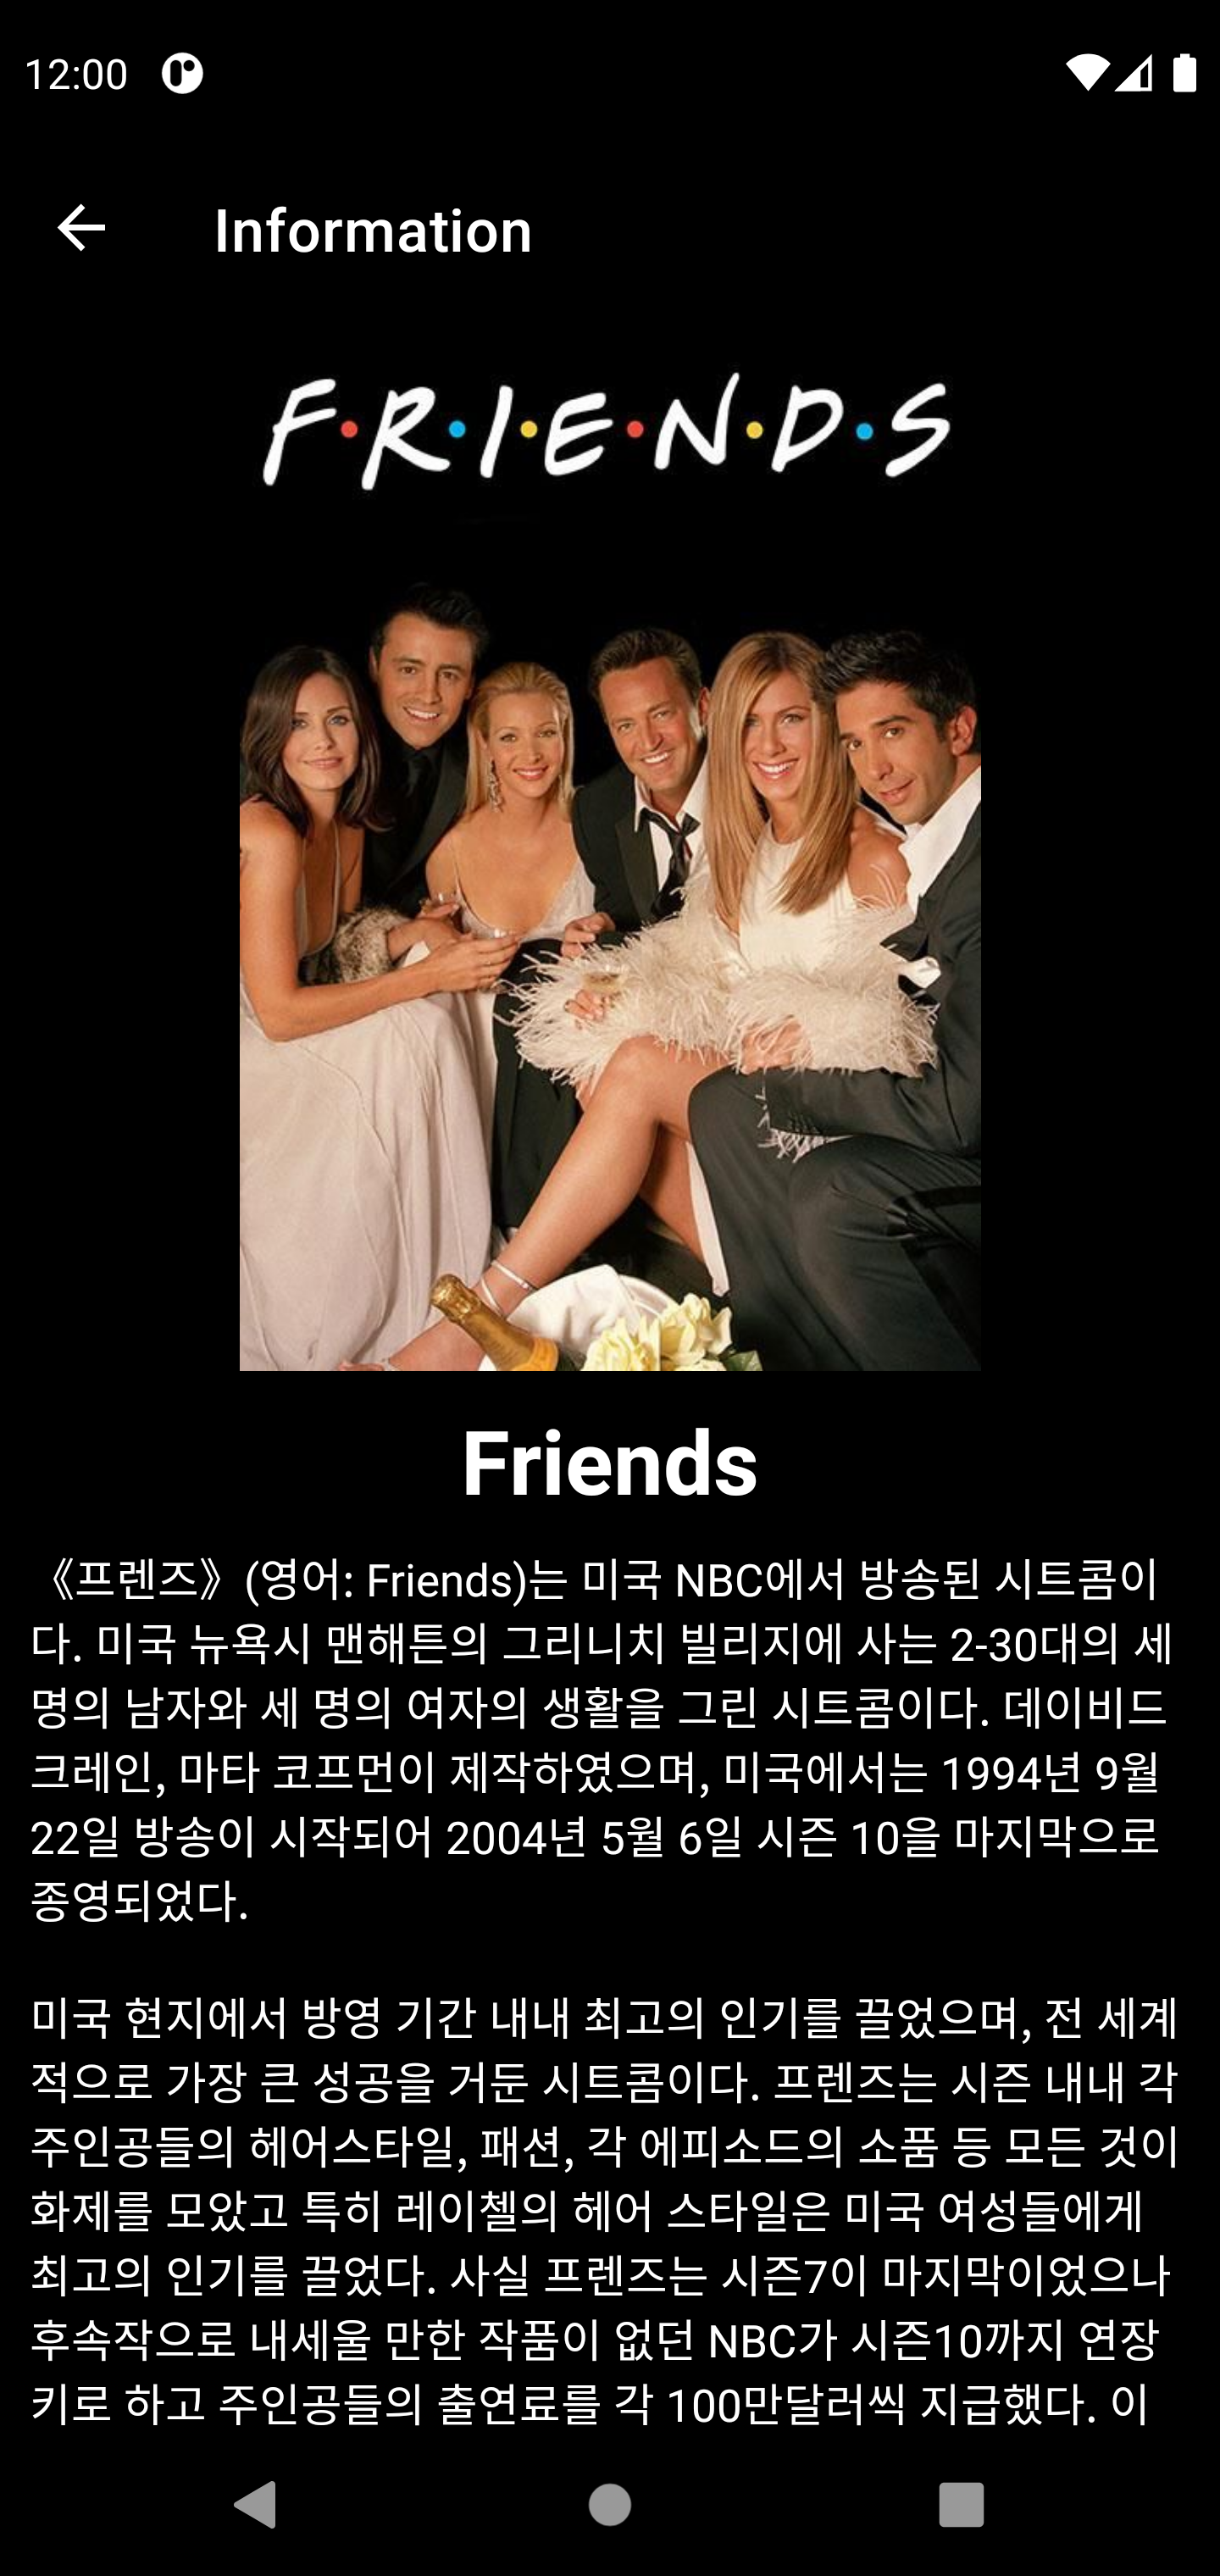 12:00
Information
F•R•I•E•N•D•S
Friends
《프렌즈》(영어: Friends)는 미국 NBC에서 방송된 시트콤이
다. 미국 뉴욕시 맨해튼의 그리니치 빌리지에 사는 2-30대의 세
명의 남자와 세 명의 여자의 생활을 그린 시트콤이다. 데이비드
크레인, 마타 코프먼이 제작하였으며, 미국에서는 1994년 9월
22일 방송이 시작되어 2004년 5월 6일 시즌 10을 마지막으로
종영되었다.
미국 현지에서 방영 기간 내내 최고의 인기를 끌었으며, 전 세계
적으로 가장 큰 성공을 거둔 시트콤이다. 프렌즈는 시즌 내내 각
주인공들의 헤어스타일, 패션, 각 에피소드의 소품 등 모든 것이
화제를 모았고 특히 레이첼의 헤어 스타일은 미국 여성들에게
최고의 인기를 끌었다. 사실 프렌즈는 시즌7이 마지막이었으나
후속작으로 내세울 만한 작품이 없던 NBC가 시즌10까지 연장
키로 하고 주인공들의 출연료를 각 100만달러씩 지급했다. 이